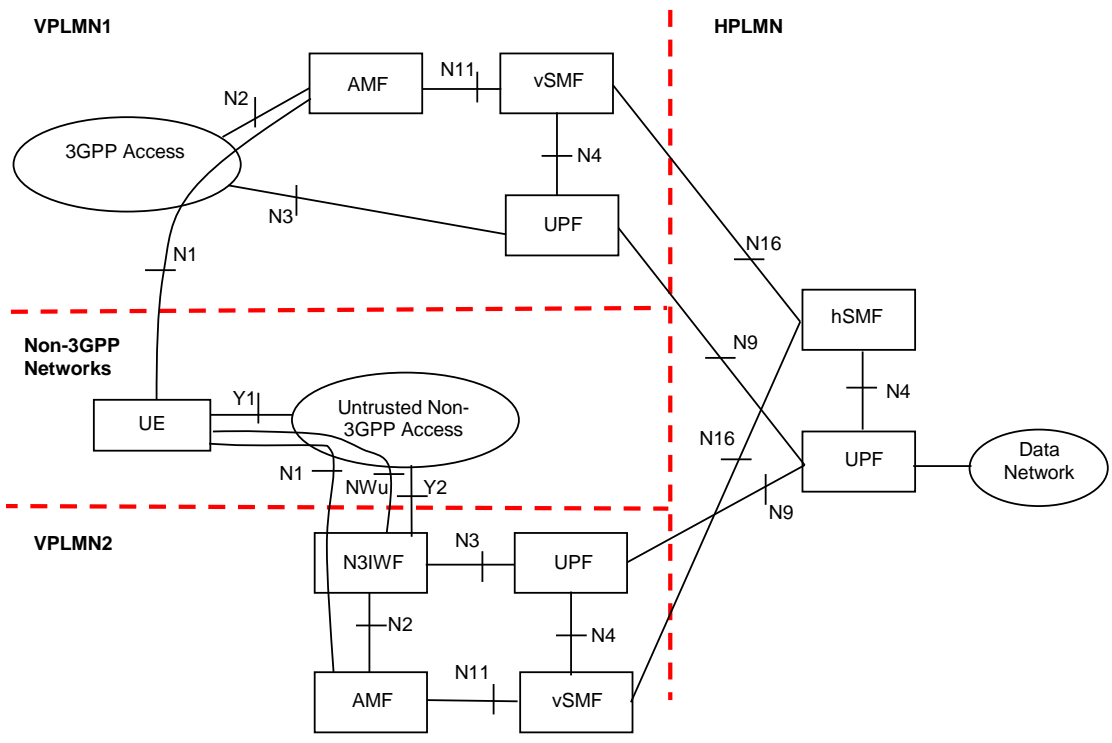 VPLMN1
HPLMN
N11
AMF
vSMF
N2
3GPP Access
N4
N3
UPF
N1
N16
hSMF
Non-3GPP
Networks
N9
N4
Y1
Untrusted Non-
3GPP Access
UE
N16
UPF
Data
Network
N1
NWu
Y2
N9
VPLMN2
N3
N3IWF
UPF
N2
N4
N11
AMF
vSMF